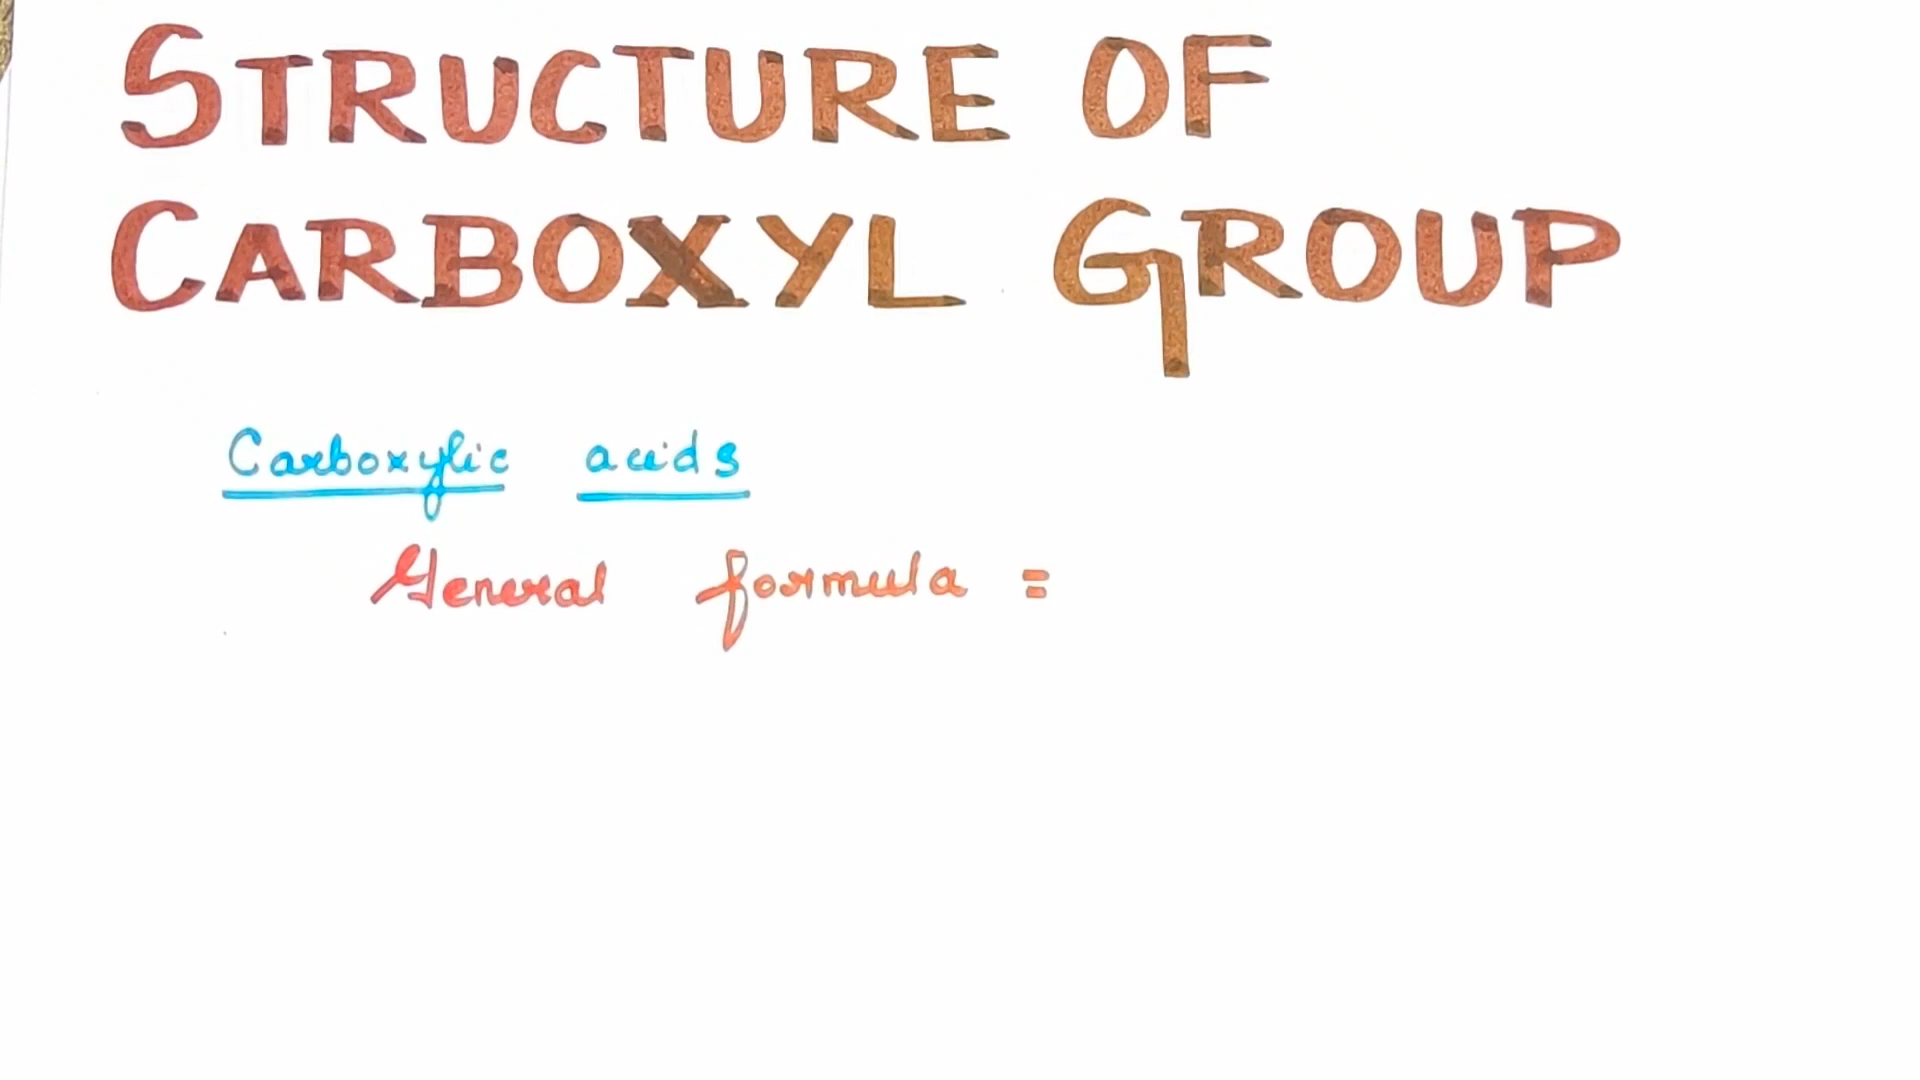 STRUCTURE OF
CARBOXYL GROUP
Carboxylic acids
General formula =